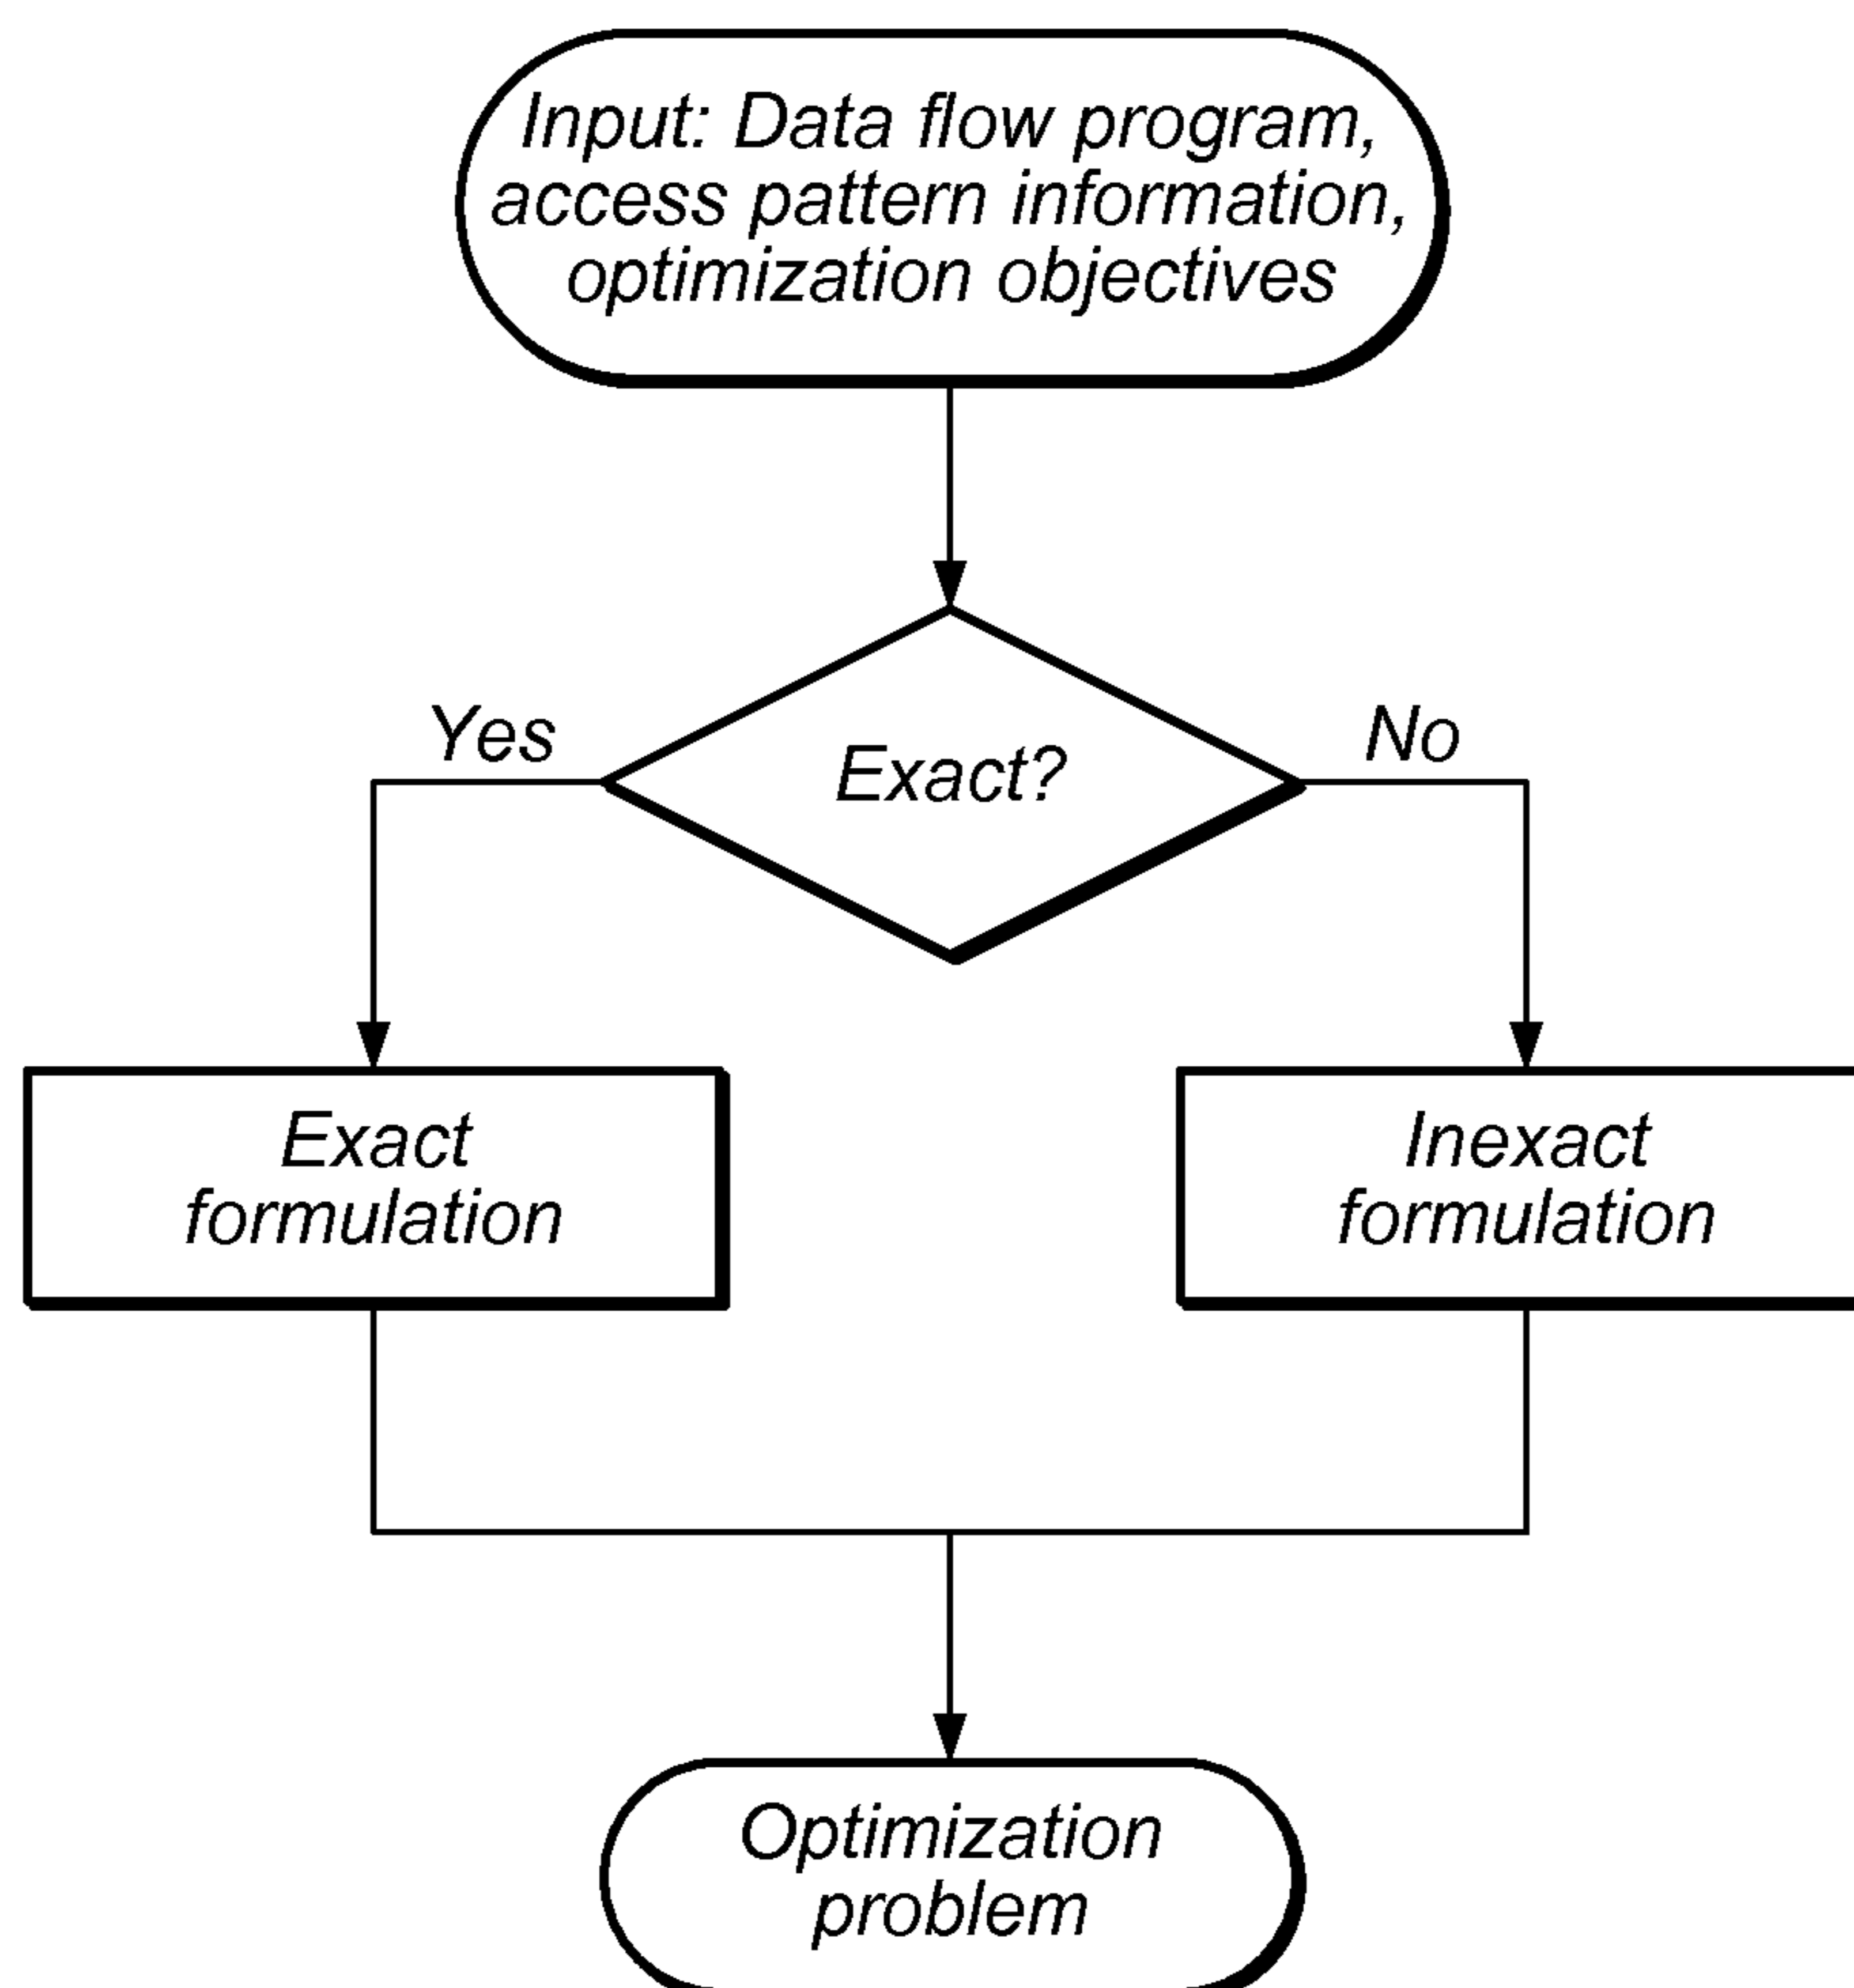 Input: Data flow program,
access pattern information,
optimization objectives
Yes
No
Exact?
Exact
formulation
Inexact
formulation
Optimization
problem